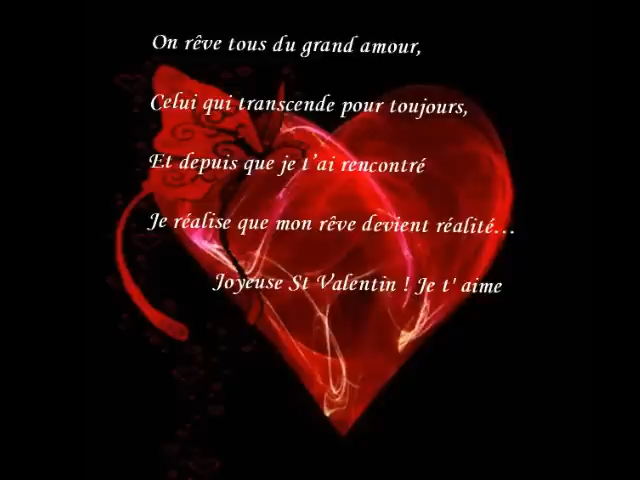 On rêve tous du grand amour,
Celui qui transcende pour toujours,
Et depuis que je t'ai rencontré
Je réalise que mon rêve devient réalité...
Joyeuse St Valentin ! Je t' aime